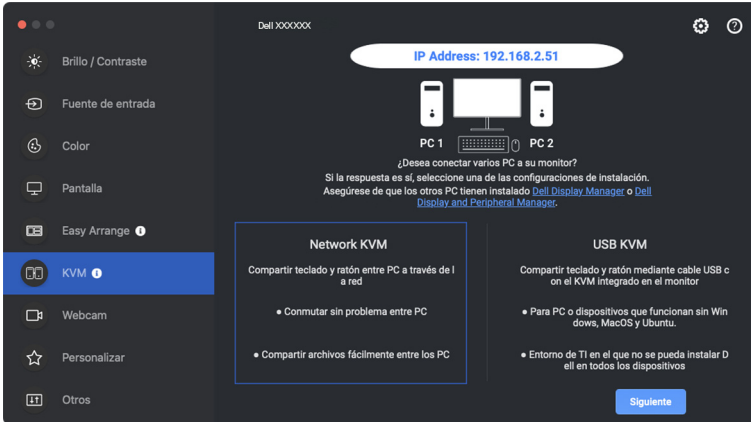 Dell XXXXXX
IP Address: 192.168.2.51
Brillo / Contraste
Fuente de entrada
Color
Pantalla
Easy Arrange
KVM
Webcam
Personalizar
Otros
PC 1
PC 2
¿Desea conectar varios PC a su monitor?
Si la respuesta es sí, seleccione una de las configuraciones de instalación.
Asegúrese de que los otros PC tienen instalado Dell Display Manager o Dell
Display and Peripheral Manager.
Network KVM
Compartir teclado y ratón entre PC a través de l
a red
● Conmutar sin problema entre PC
● Compartir archivos fácilmente entre los PC
USB KVM
Compartir teclado y ratón mediante cable USB c
on el KVM integrado en el monitor
● Para PC o dispositivos que funcionan sin Win
dows, MacOS y Ubuntu.
● Entorno de TI en el que no se pueda instalar D
ell en todos los dispositivos
Siguiente